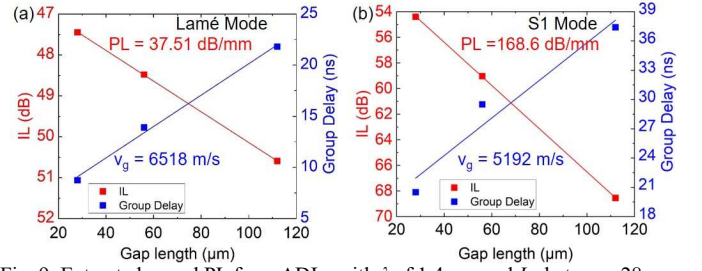 (a)
Lamé Mode
PL = 37.51 dB/mm
vg = 6518 m/s
IL
Group Delay
IL (dB)
47
48
49
50
51
52
Group Delay (ns)
25
20
15
10
5
20 40 60 80 100 120
Gap length (μm)
(b)
S1 Mode
PL =168.6 dB/mm
vg = 5192 m/s
IL
Group Delay
IL (dB)
54
56
58
60
62
64
66
68
70
Group Delay (ns)
39
36
33
30
27
24
21
18
20 40 60 80 100 120
Gap length (μm)